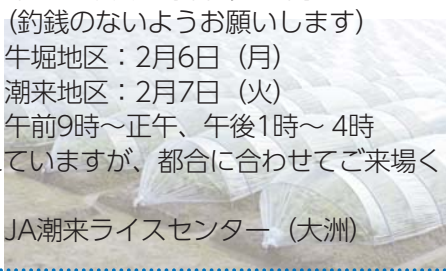 (釣銭のないようお願いします)
牛堀地区：2月6日（月）
潮来地区：2月7日（火）
午前9時～正午、午後1時～ 4時
ていますが、都合に合わせてご来場く
JA潮来ライスセンター（大洲）